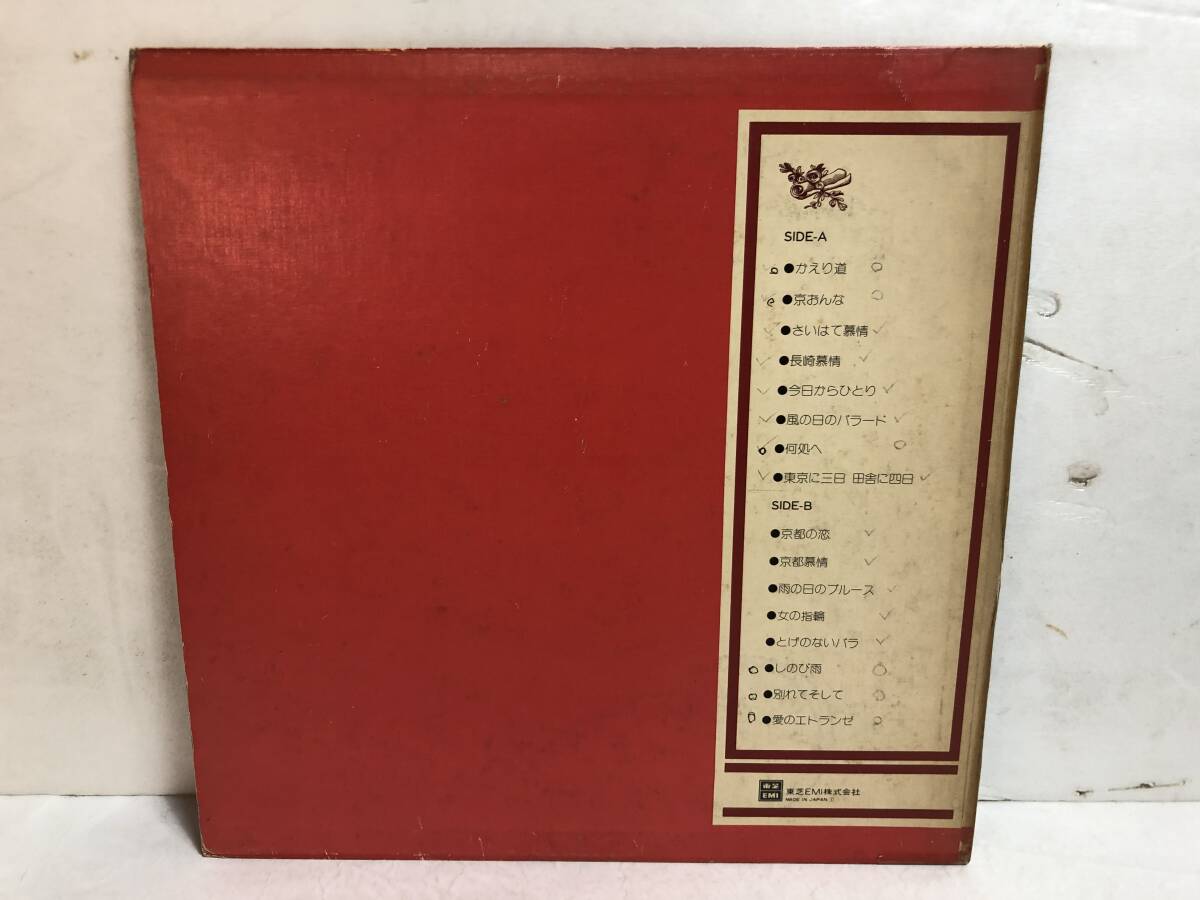 SIDE-A
●かえり道
●京おんな
●さいはて慕情
●長崎慕情
●今日からひとり
●風の日のバラード
●何処へ
●東京に三日 田舎に四日
SIDE-B
●京都の恋
●京都慕情
●雨の日のブルース
●女の指輪
●とげのないバラ
●しのび雨
●別れてそして
●愛のエトランゼ
東芝
EMI
東芝EMI株式会社
MADE IN JAPAN